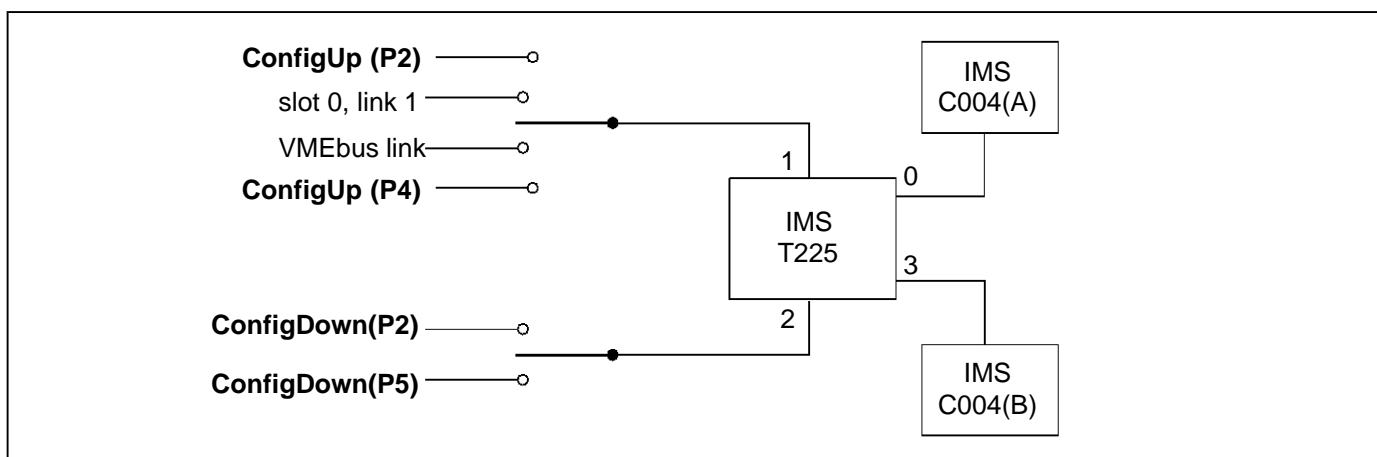 ConfigUp (P2)
slot 0, link 1
VMEbus link
ConfigUp (P4)
ConfigDown(P2)
ConfigDown(P5)
1
0
IMS
T225
3
2
IMS
C004(A)
IMS
C004(B)